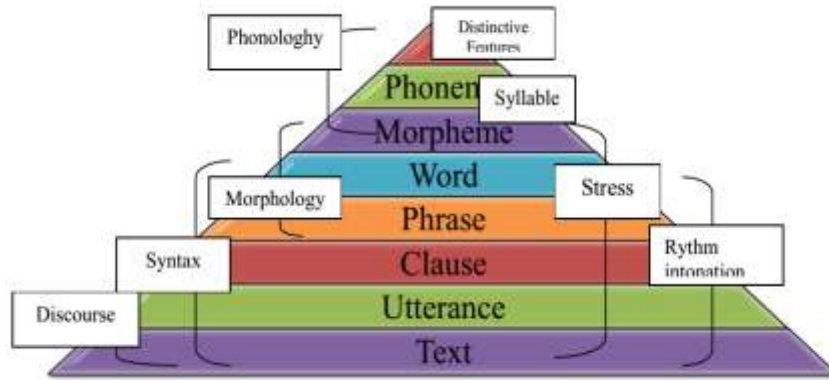 Distinctive
Features
Phonologhy
Phonem
Syllable
Morpheme
Word
Stress
Morphology
Phrase
Rythm
intonation
Syntax
Clause
Discourse
Utterance
Text